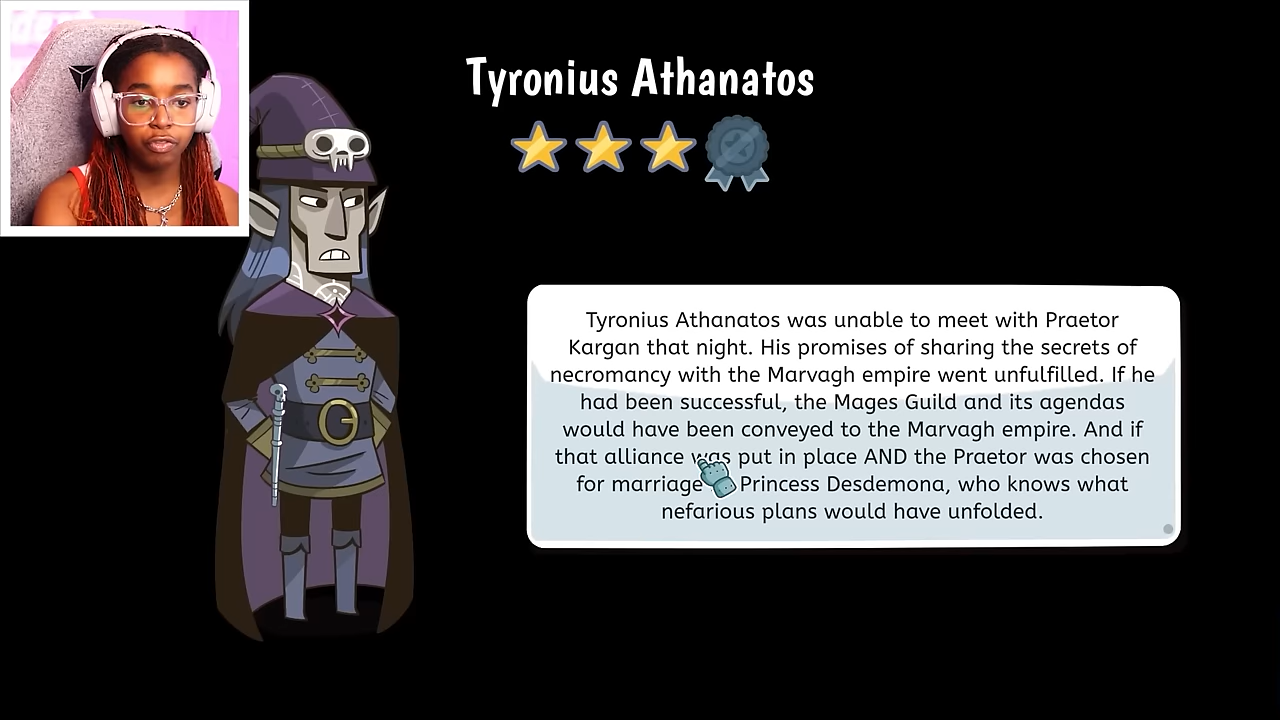 Tyronius Athanatos
Tyronius Athanatos was unable to meet with Praetor
Kargan that night. His promises of sharing the secrets of
necromancy with the Marvagh empire went unfulfilled. If he
had been successful, the Mages Guild and its agendas
would have been conveyed to the Marvagh empire. And if
that alliance was put in place AND the Praetor was chosen
for marriage Princess Desdemona, who knows what
nefarious plans would have unfolded.